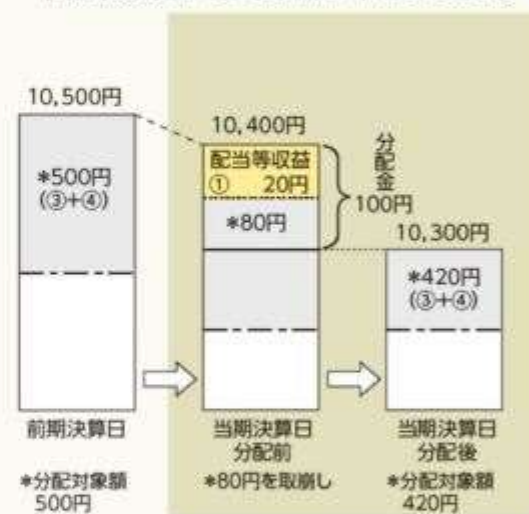 10,500円
*500円
(③+④)
10,400円
配当等収益
① 20円
*80円
分配金
100円
10,300円
*420円
(③+④)
前期決算日
当期決算日
分配前
当期決算日
分配後
*分配対象額
500円
*80円を取崩し
*分配対象額
420円